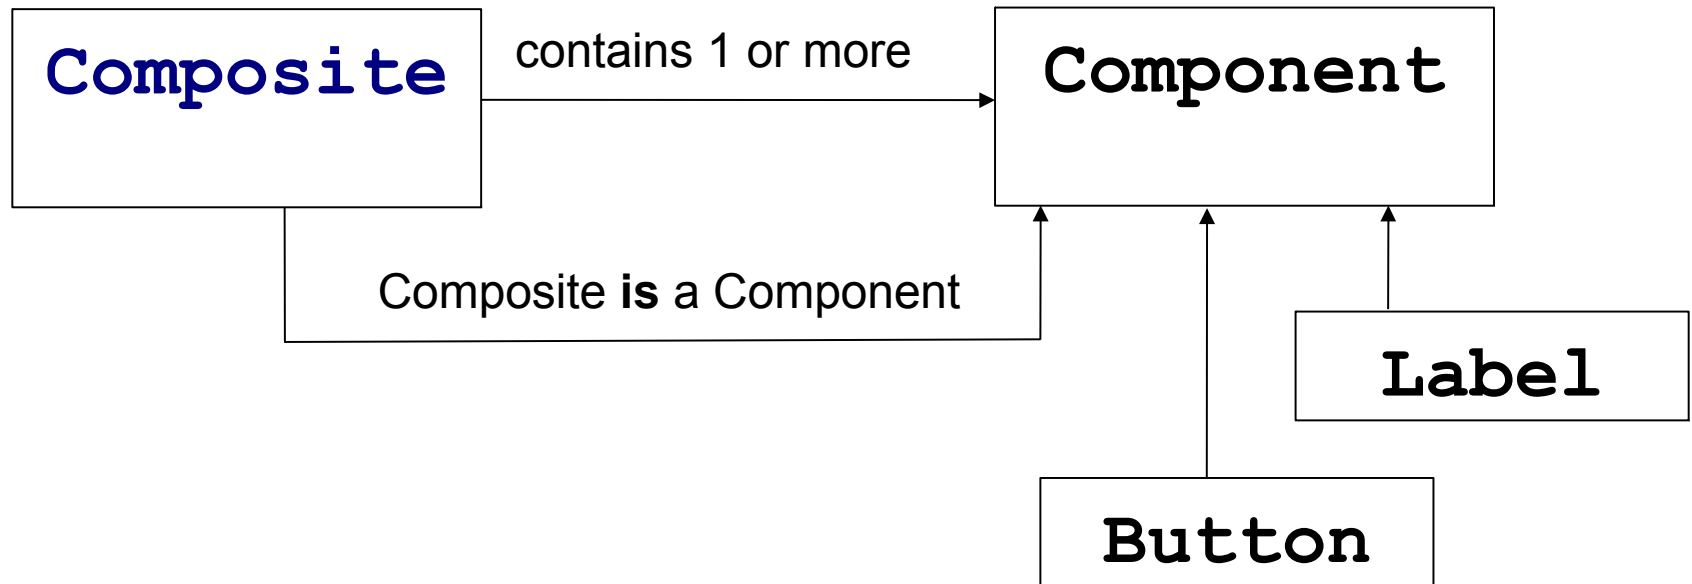 Composite
contains 1 or more
Component
Composite is a Component
Label
Button